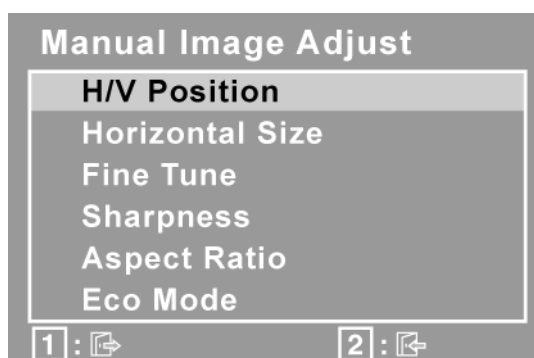 Manual Image Adjust
H/V Position
Horizontal Size
Fine Tune
Sharpness
Aspect Ratio
Eco Mode
1 : 2 :